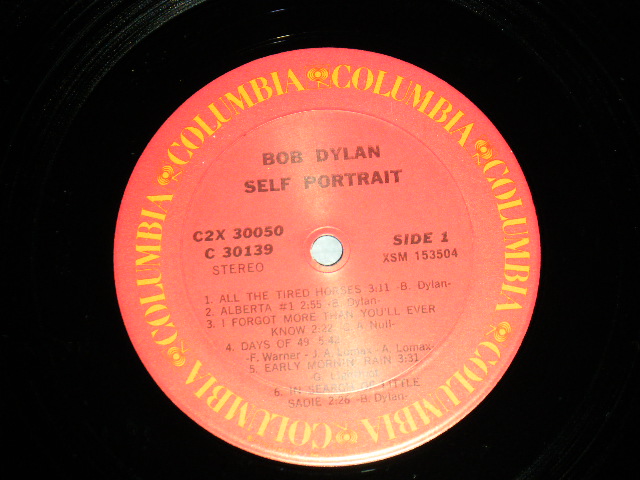 COLUMBIA COLUMBIA COLUMBIA COLUMBIA COLUMBIA COLUMBIA
BOB DYLAN
SELF PORTRAIT
C2X 30050
C 30139
STEREO
SIDE 1
XSM 153504
1. ALL THE TIRED HORSES 3:11 -B. Dylan-
2. ALBERTA #1 2:55 -B. Dylan-
3. I FORGOT MORE THAN YOU'LL EVER
KNOW 2:22 A. Null-
4. DAYS OF 49
-F. Warner - J.A. Lomax - A. Lomax-
5. EARLY MORNIN' RAIN 3:31
6. IN SEARCH OF LITTLE
SADIE 2:26 -B. Dylan-